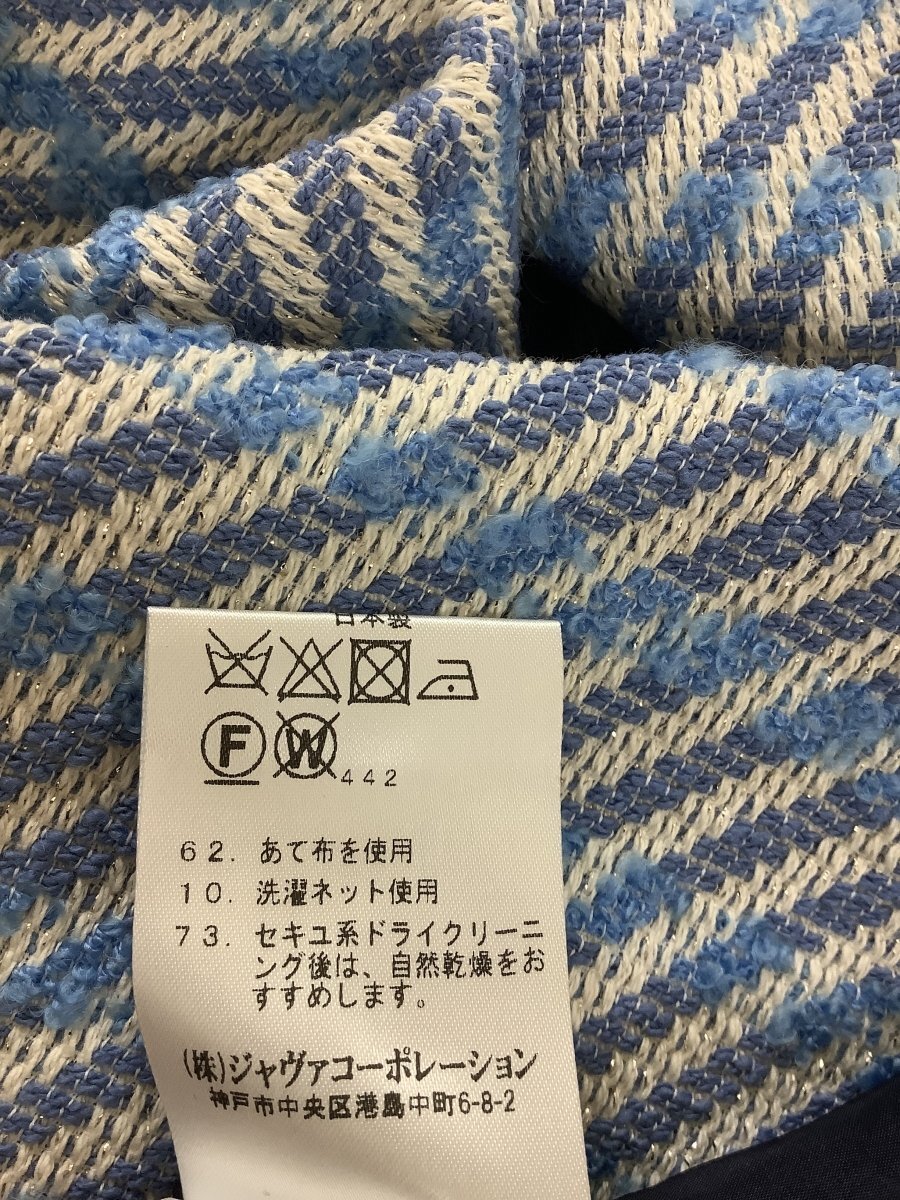 日本製
F W
442
62. あて布を使用
10. 洗濯ネット使用
73. セキユ系ドライクリーニ
ング後は、自然乾燥をお
すすめします。
(株)ジャヴァコーポレーション
神戸市中央区港島中町6-8-2